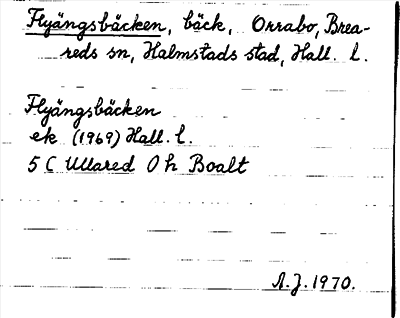 Flyängsbäcken, bäck, Orrabo, Brea-
reds sn, Halmstads stad, Hall. l.
Flyängsbäcken
ek (1969) Hall. l.
5 C Ullared 0 h Boalt
A.J. 1970.